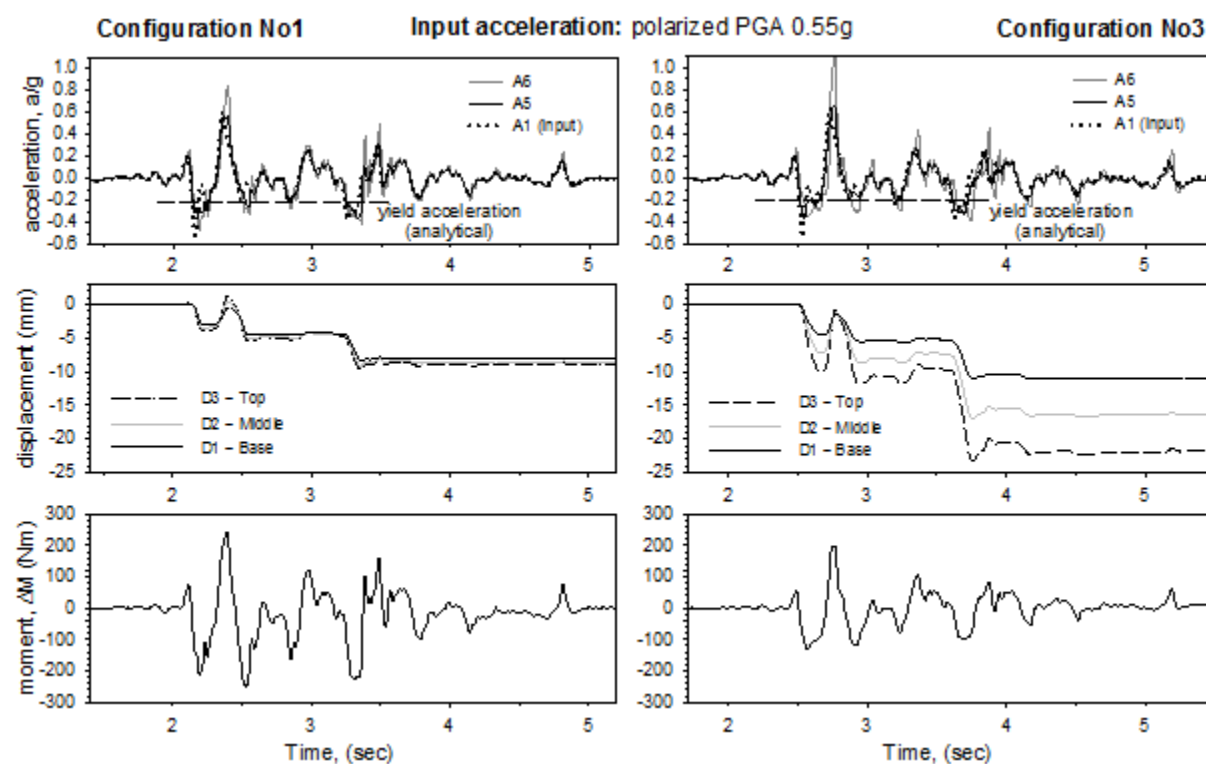 Configuration No1 Input acceleration: polarized PGA 0.55g Configuration No3
acceleration, a/g
1.0
0.8
0.6
0.4
0.2
0.0
-0.2
-0.4
-0.6
A6
A5
A1 (Input)
yield acceleration
(analytical)
2 3 4 5
1.0
0.8
0.6
0.4
0.2
0.0
-0.2
-0.4
-0.6
A6
A5
A1 (Input)
yield acceleration
(analytical)
2 3 4 5
displacement (mm)
0
-5
-10
-15
-20
-25
D3 – Top
D2 – Middle
D1 – Base
2 3 4 5
0
-5
-10
-15
-20
-25
D3 – Top
D2 – Middle
D1 – Base
2 3 4 5
moment, ΔM (Nm)
300
200
100
0
-100
-200
-300
2 3 4 5
Time, (sec)
300
200
100
0
-100
-200
-300
2 3 4 5
Time, (sec)